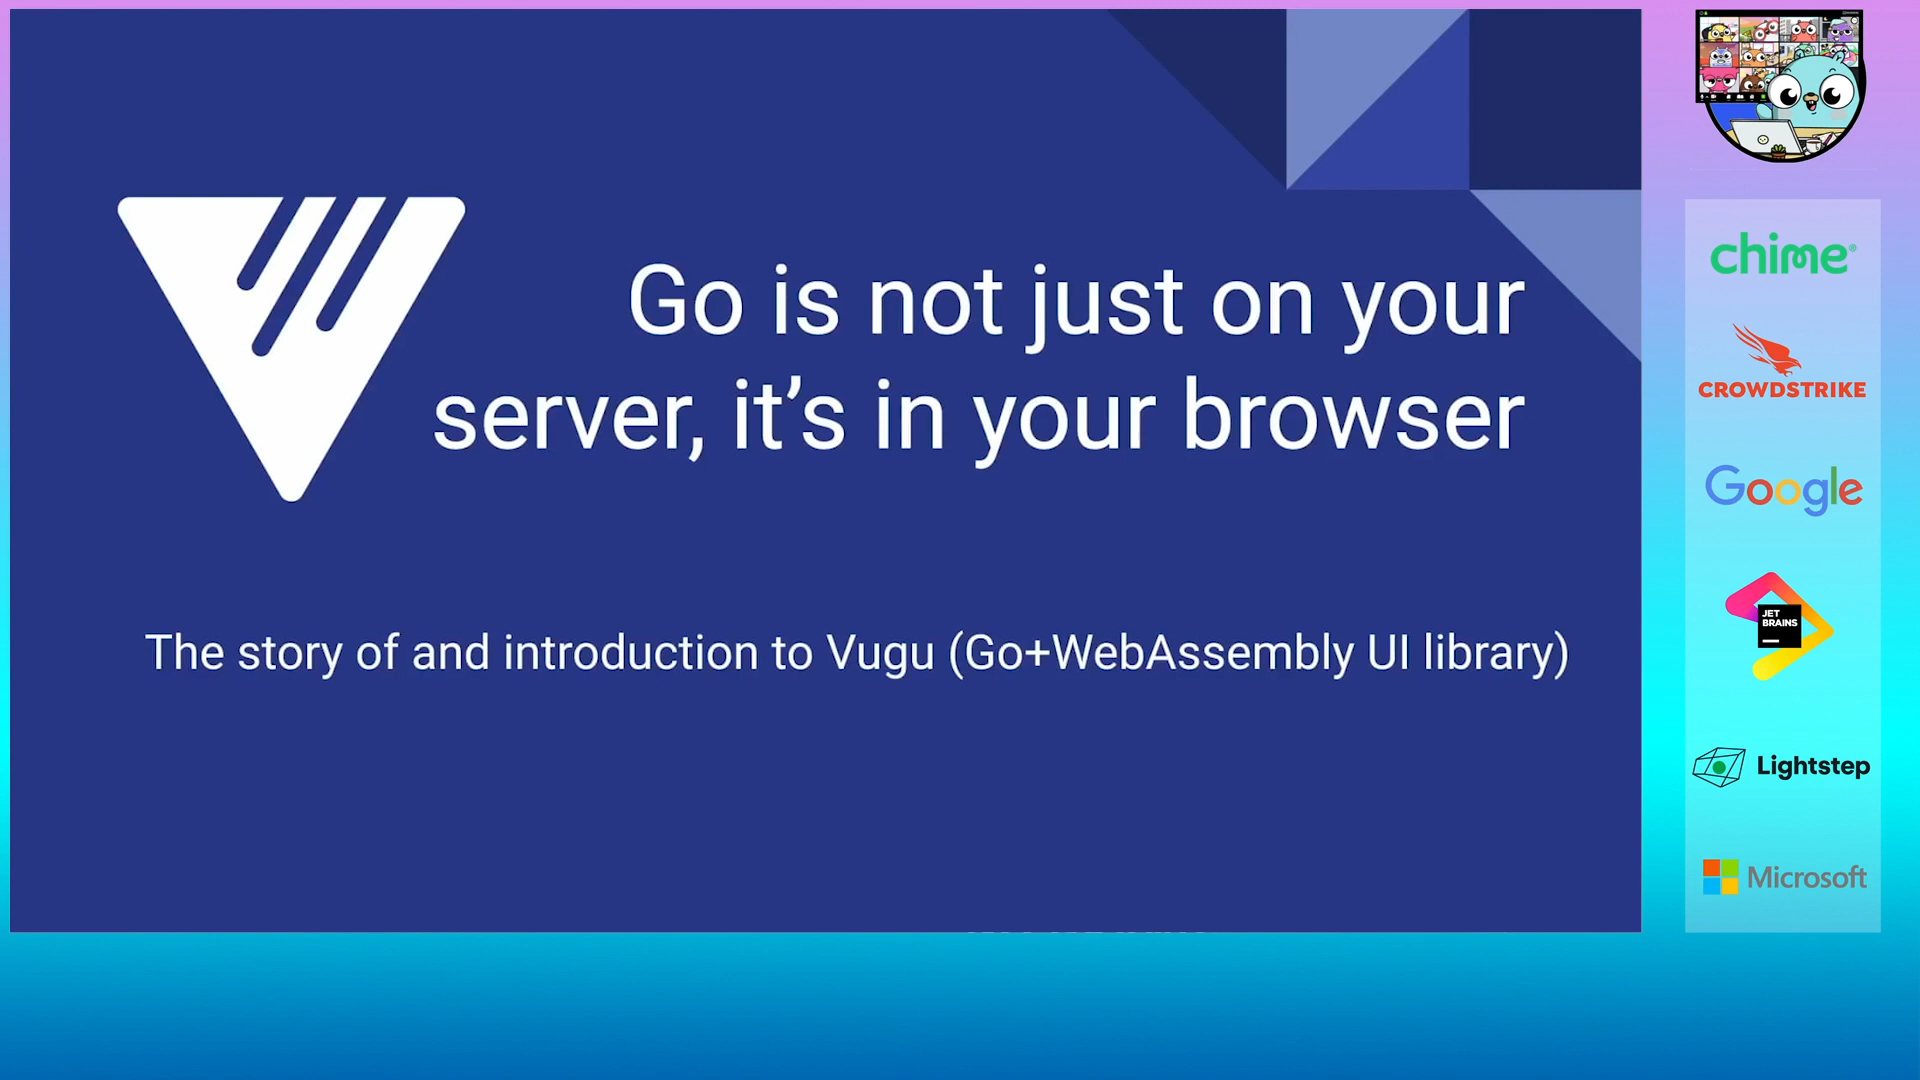 Go is not just on your
server, it’s in your browser
The story of and introduction to Vugu (Go+WebAssembly UI library)
chime
CROWDSTRIKE
Google
JET
BRAINS
Lightstep
Microsoft